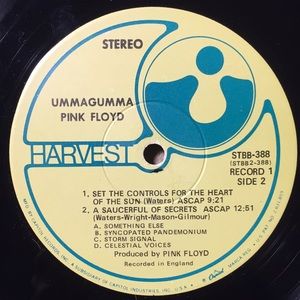 STEREO
UMMAGUMMA
PINK FLOYD
HARVEST
STBB-388
(STBB2-388)
RECORD 1
SIDE 2
1. SET THE CONTROLS FOR THE HEART
OF THE SUN (Waters) ASCAP 9:21
2. A SAUCERFUL OF SECRETS ASCAP 12:51
(Waters-Wright-Mason-Gilmour)
A. SOMETHING ELSE
B. SYNCOPATED PANDEMONIUM
C. STORM SIGNAL
D. CELESTIAL VOICES
Produced by PINK FLOYD
Recorded in England